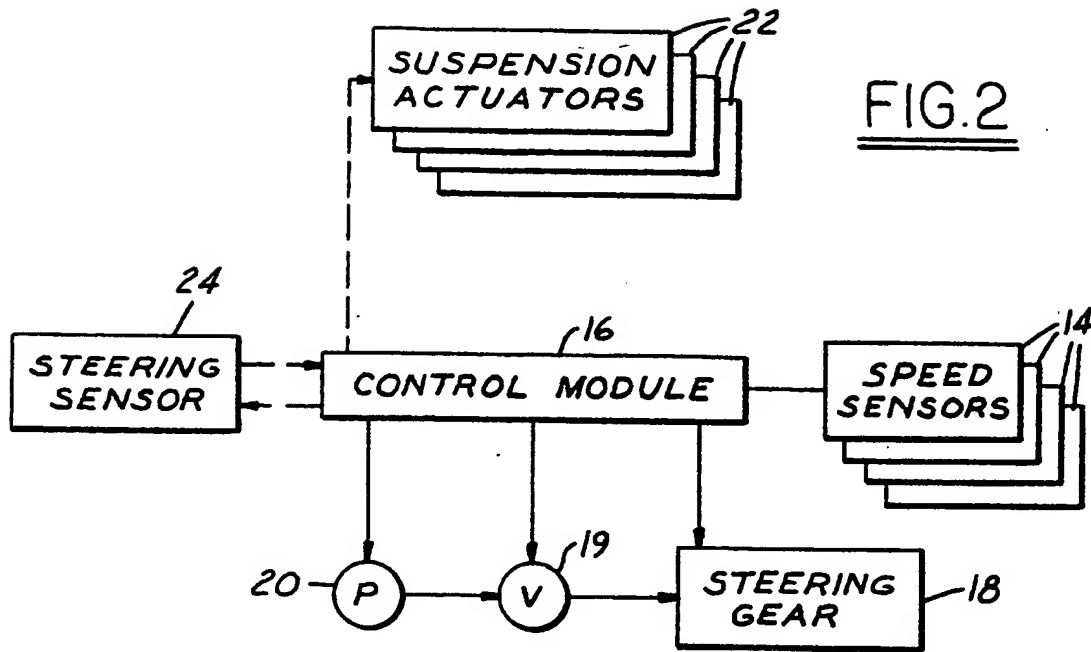 22
SUSPENSION
ACTUATORS
FIG.2
24
STEERING
SENSOR
16
CONTROL MODULE
14
SPEED
SENSORS
20
P
19
V
STEERING
GEAR
18